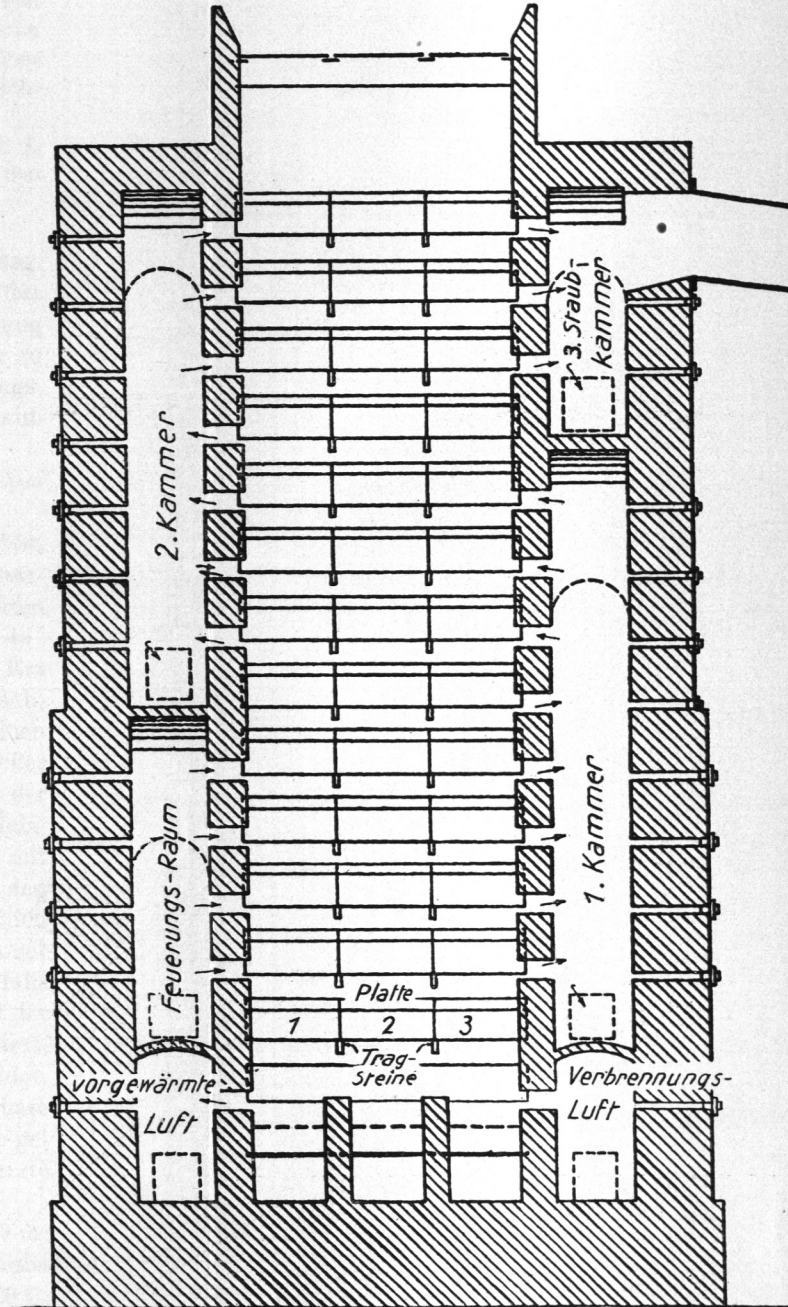 3. Staub-
kammer
2. Kammer
1. Kammer
Feuerungs-Raum
Platte
1 2 3
Trag-
steine
vorgewärmte
Luft
Verbrennungs-
Luft